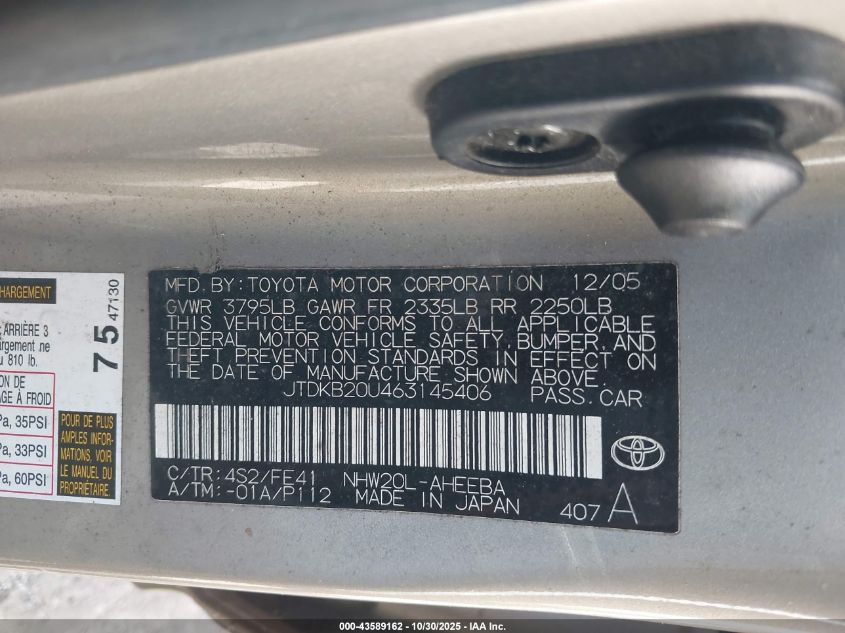 HARGEMENT
ARRIÈRE 3
argement ne
u 810 lb.
ION DE
AGE À FROID
Pa, 35PSI
Pa, 33PSI
Pa, 60PSI
POUR DE PLUS
AMPLES INFOR-
MATIONS, VOIR
LE MANUEL DU
PROPRIÉTAIRE.
7 5
47130
MFD. BY: TOYOTA MOTOR CORPORATION 12/05
GVWR 3795LB GAWR FR 2335LB RR 2250LB
THIS VEHICLE CONFORMS TO ALL APPLICABLE
FEDERAL MOTOR VEHICLE SAFETY, BUMPER, AND
THEFT PREVENTION STANDARDS IN EFFECT ON
THE DATE OF MANUFACTURE SHOWN ABOVE.
JTDKB20U463145406 PASS. CAR
C/TR: 4S2/FE41 NHW20L-AHEEBA
A/TM: -01A/P112 MADE IN JAPAN
407 A
000-43589162 - 10/30/2025 - IAA Inc.